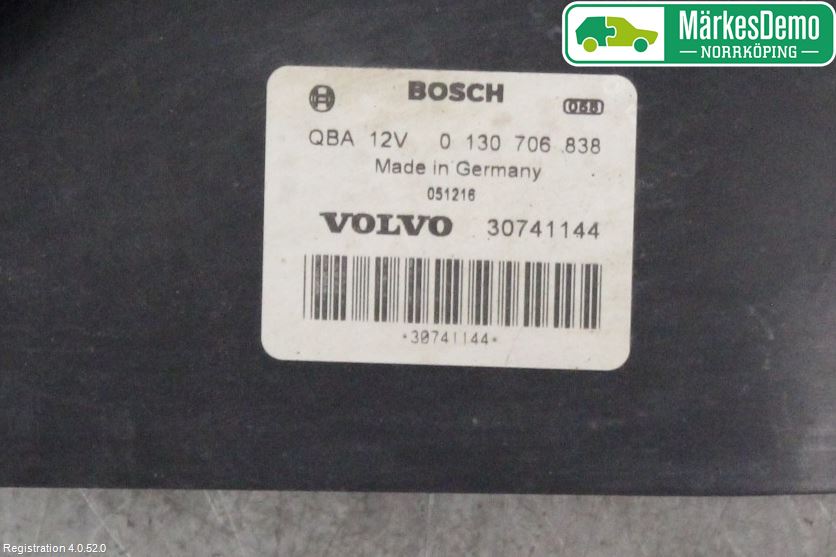 MärkesDemo
NORRKÖPING
BOSCH
QBA 12V 0 130 706 838
Made in Germany
051216
VOLVO 30741144
*30741144*
Registration 4.0.52.0